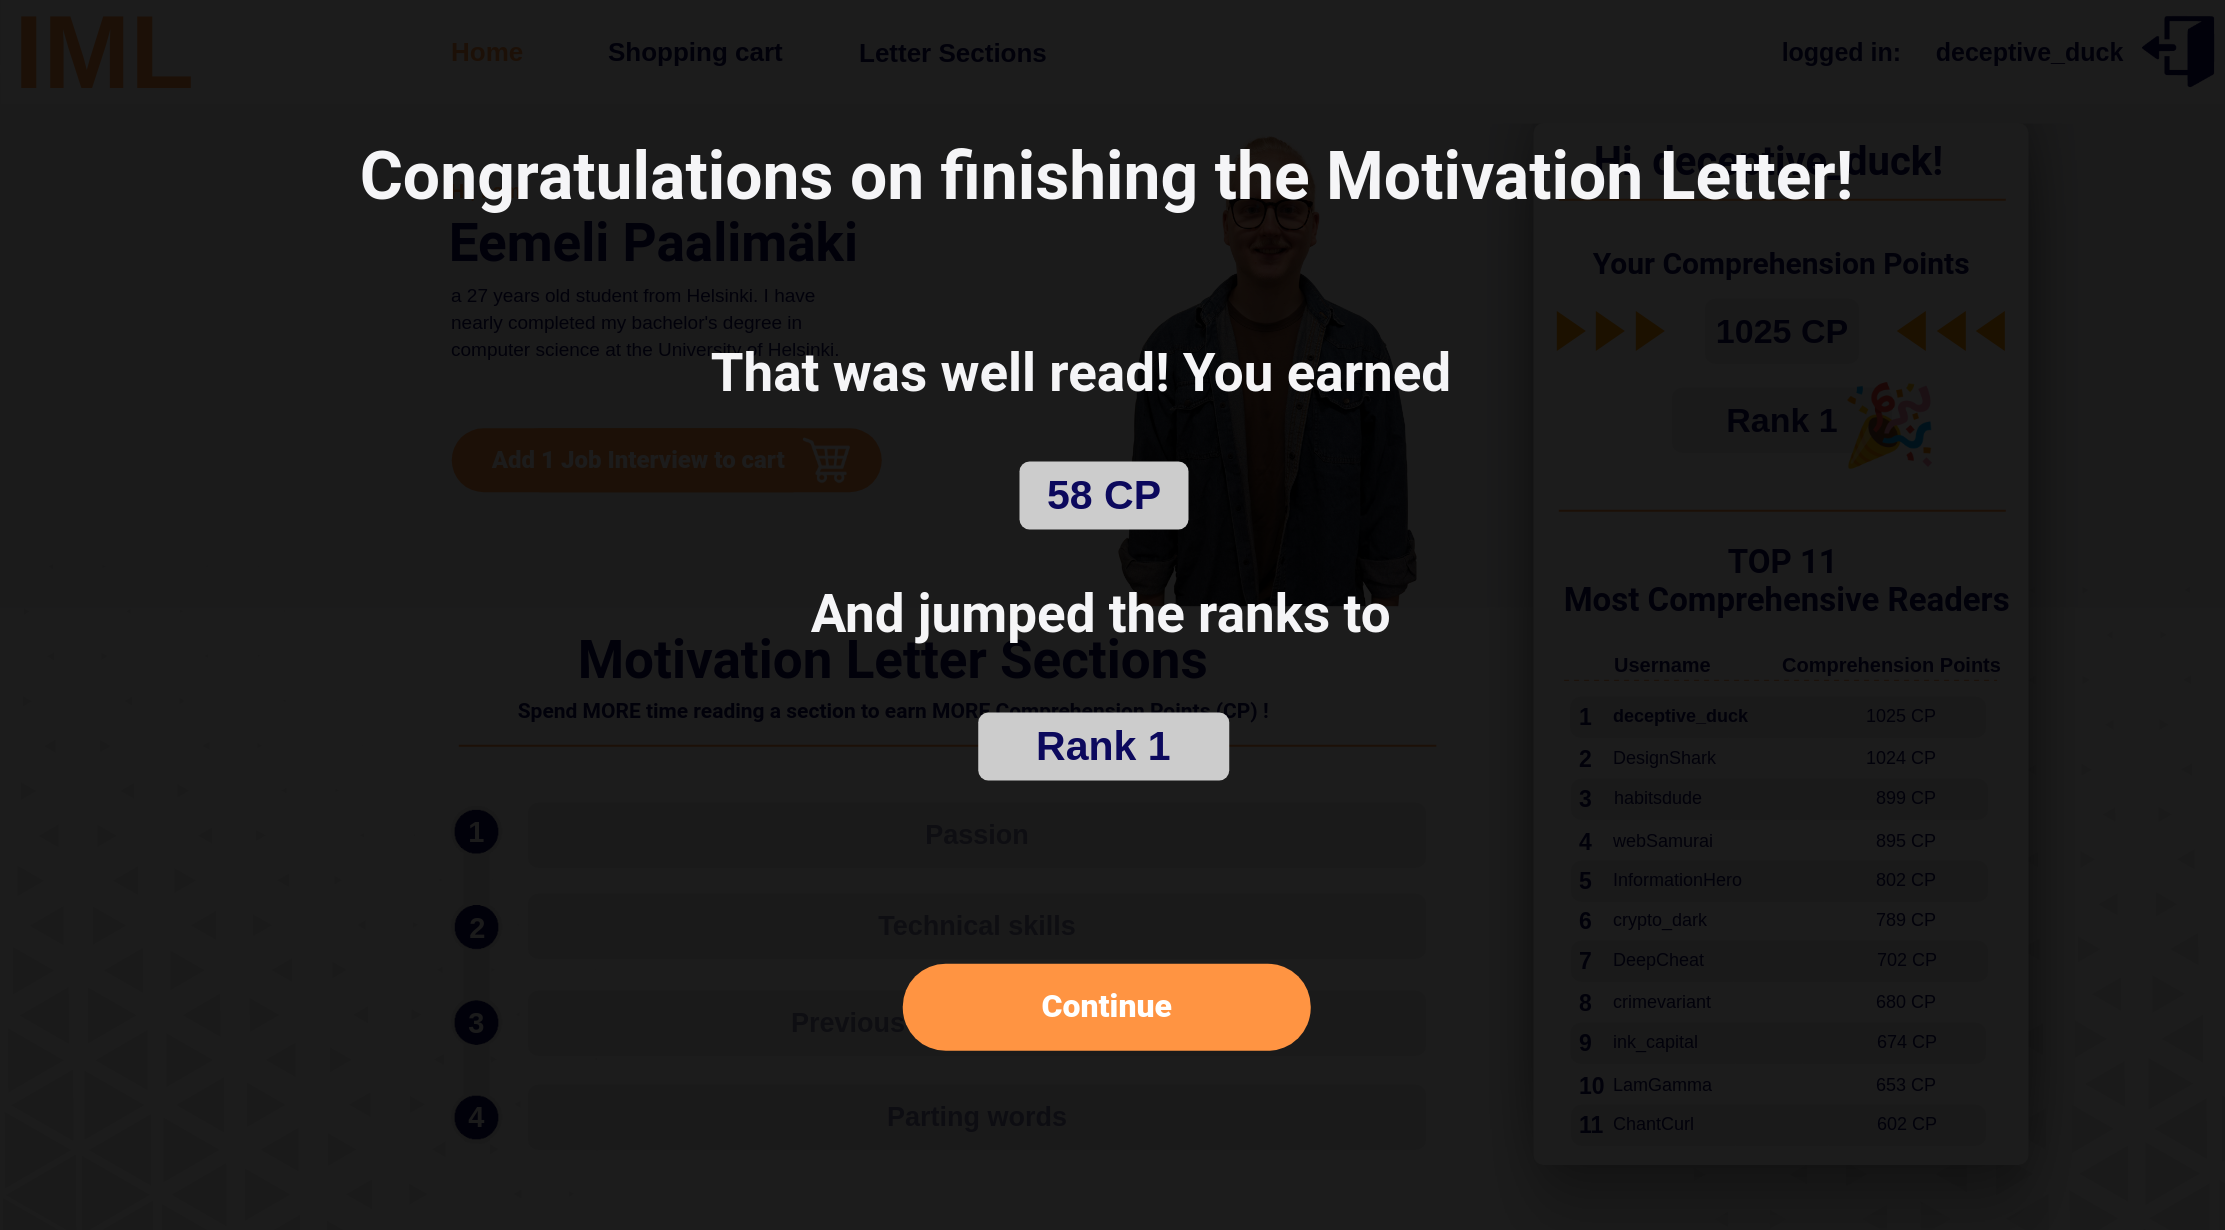 IML
Home
Shopping cart
Letter Sections
logged in:
deceptive_duck
Congratulations on finishing the Motivation Letter!
Eemeli Paalimäki
a 27 years old student from Helsinki. I have
nearly completed my bachelor's degree in
computer science at the University of Helsinki.
That was well read! You earned
Add 1 Job Interview to cart
58 CP
And jumped the ranks to
Motivation Letter Sections
Spend MORE time reading a section to earn MORE Comprehension Points (CP) !
Rank 1
1 Passion
2 Technical skills
3 Previous
Continue
4 Parting words
Hi, deceptive_duck!
Your Comprehension Points
1025 CP
Rank 1
TOP 11
Most Comprehensive Readers
Username Comprehension Points
1 deceptive_duck 1025 CP
2 DesignShark 1024 CP
3 habitsdude 899 CP
4 webSamurai 895 CP
5 InformationHero 802 CP
6 crypto_dark 789 CP
7 DeepCheat 702 CP
8 crimevariant 680 CP
9 ink_capital 674 CP
10 LamGamma 653 CP
11 ChantCurl 602 CP